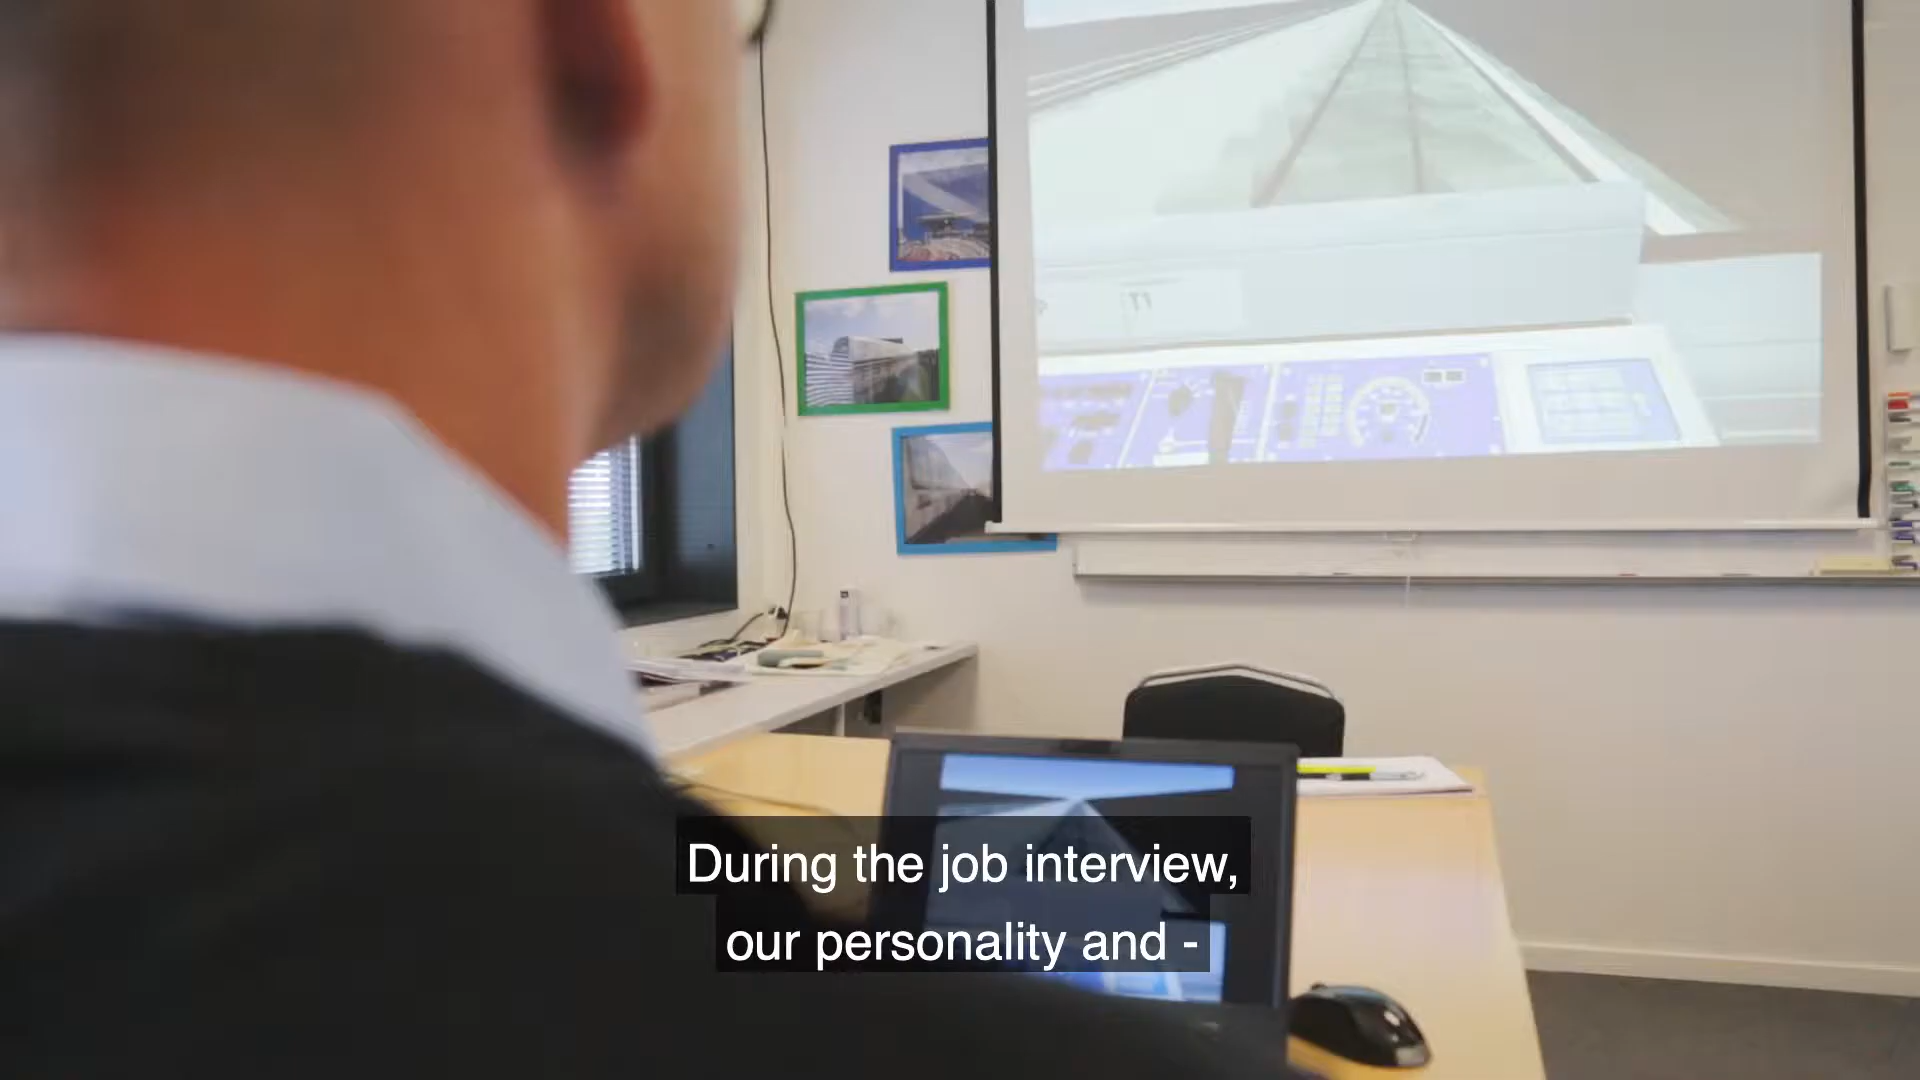 During the job interview,
our personality and -